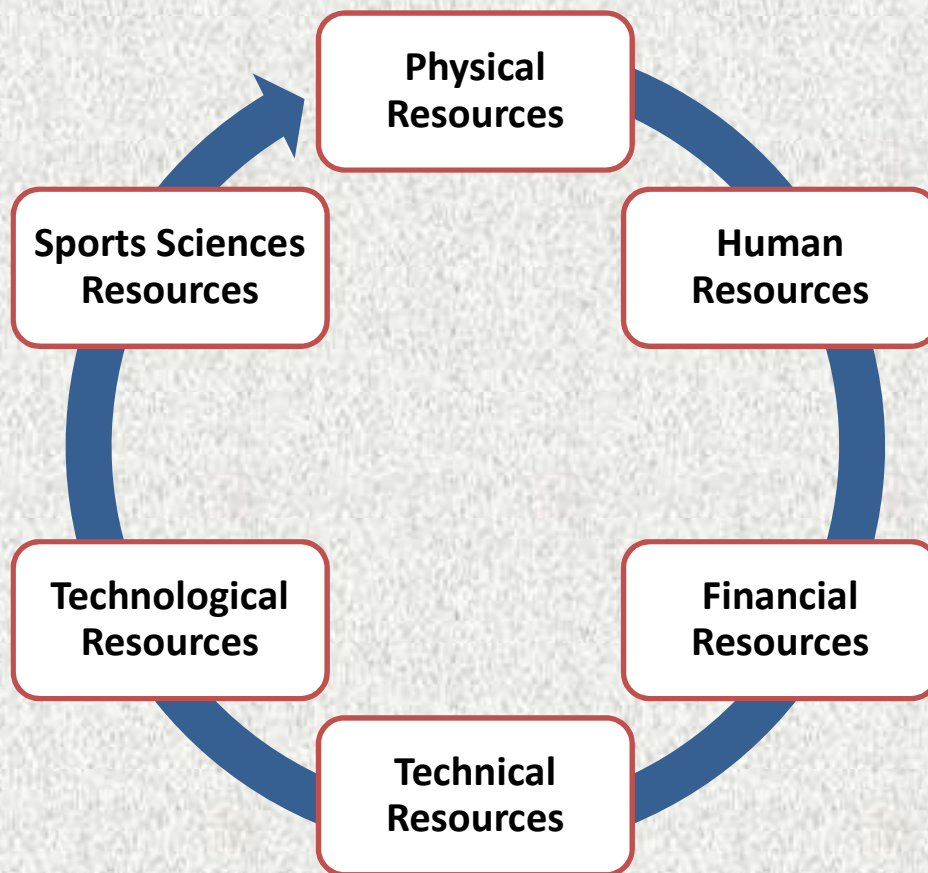 Physical
Resources
Human
Resources
Financial
Resources
Technical
Resources
Technological
Resources
Sports Sciences
Resources